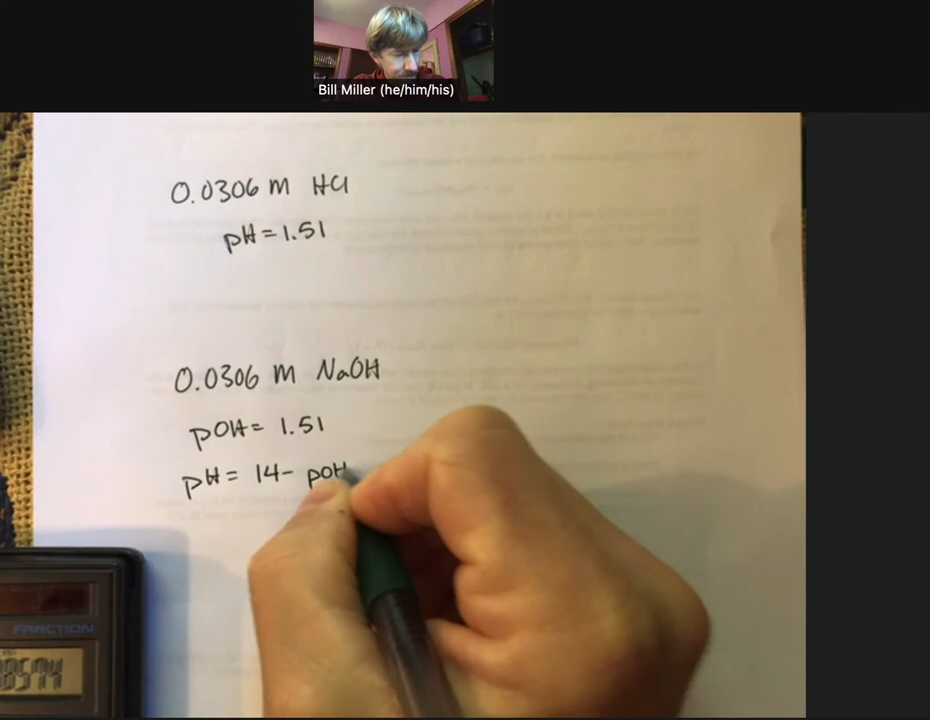 Bill Miller (he/him/his)
0.0306 m HCl
pH = 1.51
0.0306 m NaOH
pOH = 1.51
pH = 14 - pOH
FRACTION